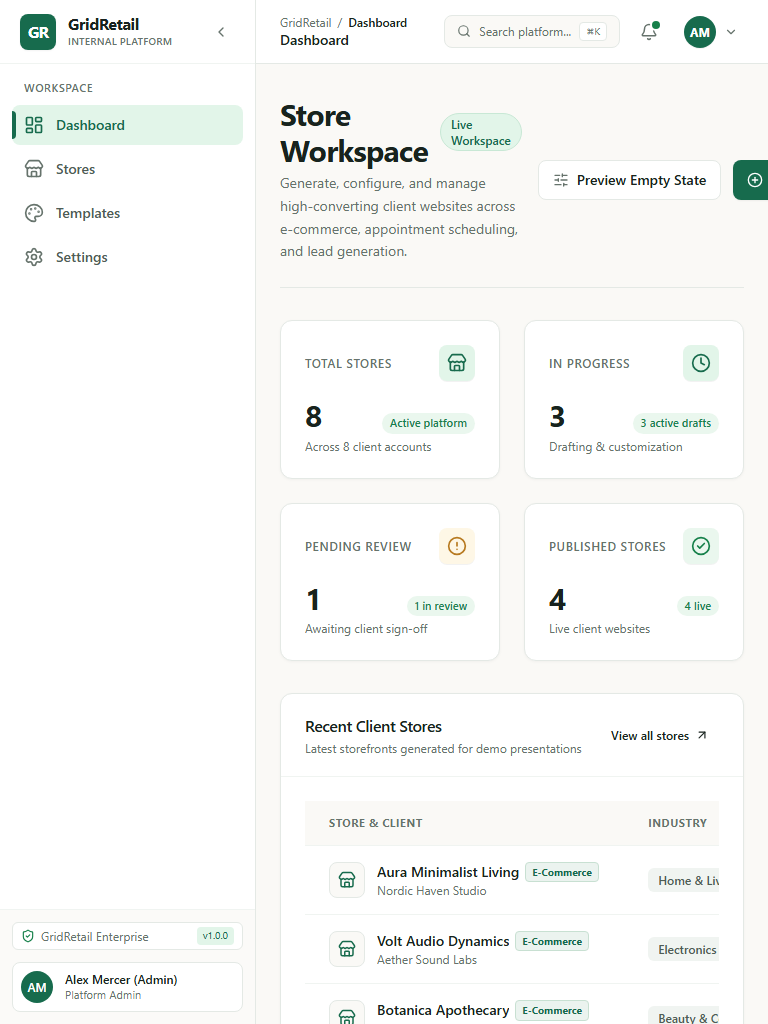 GR
GridRetail
INTERNAL PLATFORM
WORKSPACE
Dashboard
Stores
Templates
Settings
GridRetail Enterprise
v1.0.0
AM
Alex Mercer (Admin)
Platform Admin
GridRetail / Dashboard
Dashboard
Search platform...
⌘K
AM
Store
Workspace
Live
Workspace
Generate, configure, and manage
high-converting client websites across
e-commerce, appointment scheduling,
and lead generation.
Preview Empty State
TOTAL STORES
8
Active platform
Across 8 client accounts
IN PROGRESS
3
3 active drafts
Drafting & customization
PENDING REVIEW
1
1 in review
Awaiting client sign-off
PUBLISHED STORES
4
4 live
Live client websites
Recent Client Stores
Latest storefronts generated for demo presentations
View all stores
STORE & CLIENT
INDUSTRY
Aura Minimalist Living
E-Commerce
Nordic Haven Studio
Home &
Volt Audio Dynamics
E-Commerce
Aether Sound Labs
Electronics
Botanica Apothecary
E-Commerce
Beauty &